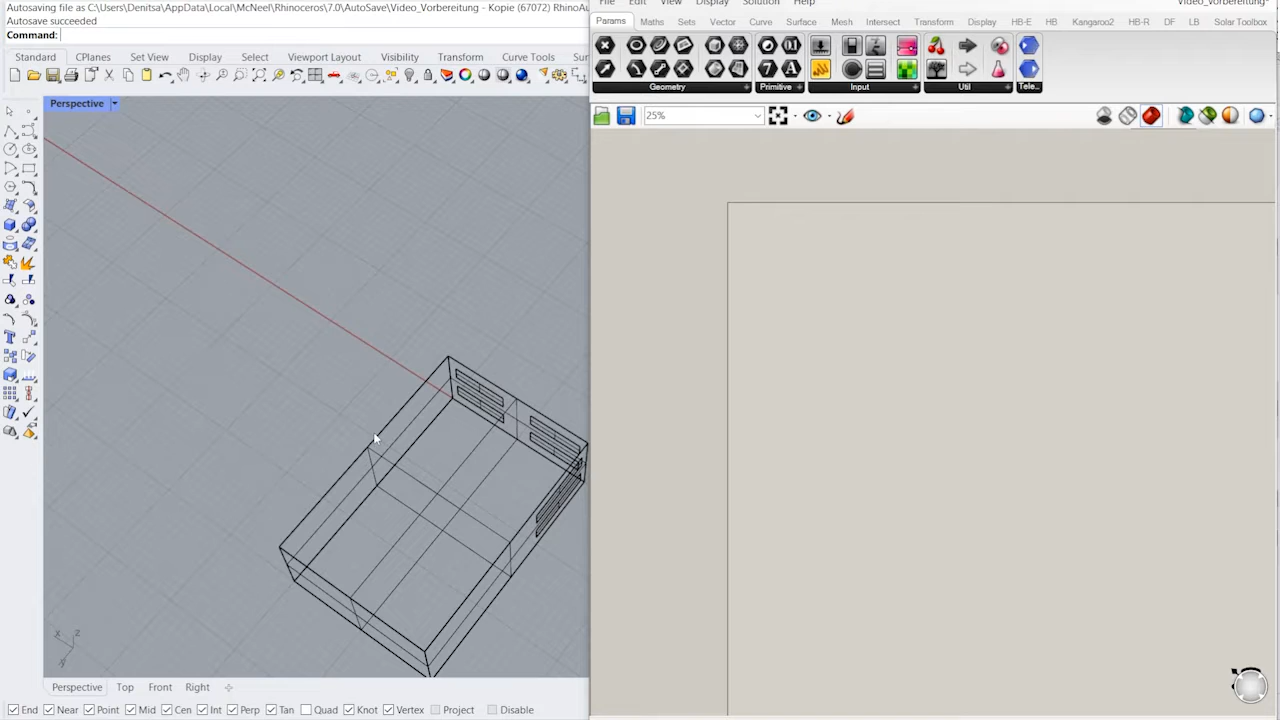 Autosaving file as C:\Users\Denitsa\AppData\Local\McNeel\Rhinoceros\7.0\AutoSave\Video_Vorbereitung - Kopie (67072) RhinoAu
Autosave succeeded
Command:
Standard CPlanes Set View Display Select Viewport Layout Visibility Transform Curve Tools Sur
Perspective
Perspective Top Front Right
End Near Point Mid Cen Int Perp Tan Quad Knot Vertex Project Disable
File Edit View Display Solution Help Video_Vorbereitung*
Params Maths Sets Vector Curve Surface Mesh Intersect Transform Display HB-E HB Kangaroo2 HB-R DF LB Solar Toolbox
Geometry Primitive Input Util Tele...
25%
x z
y